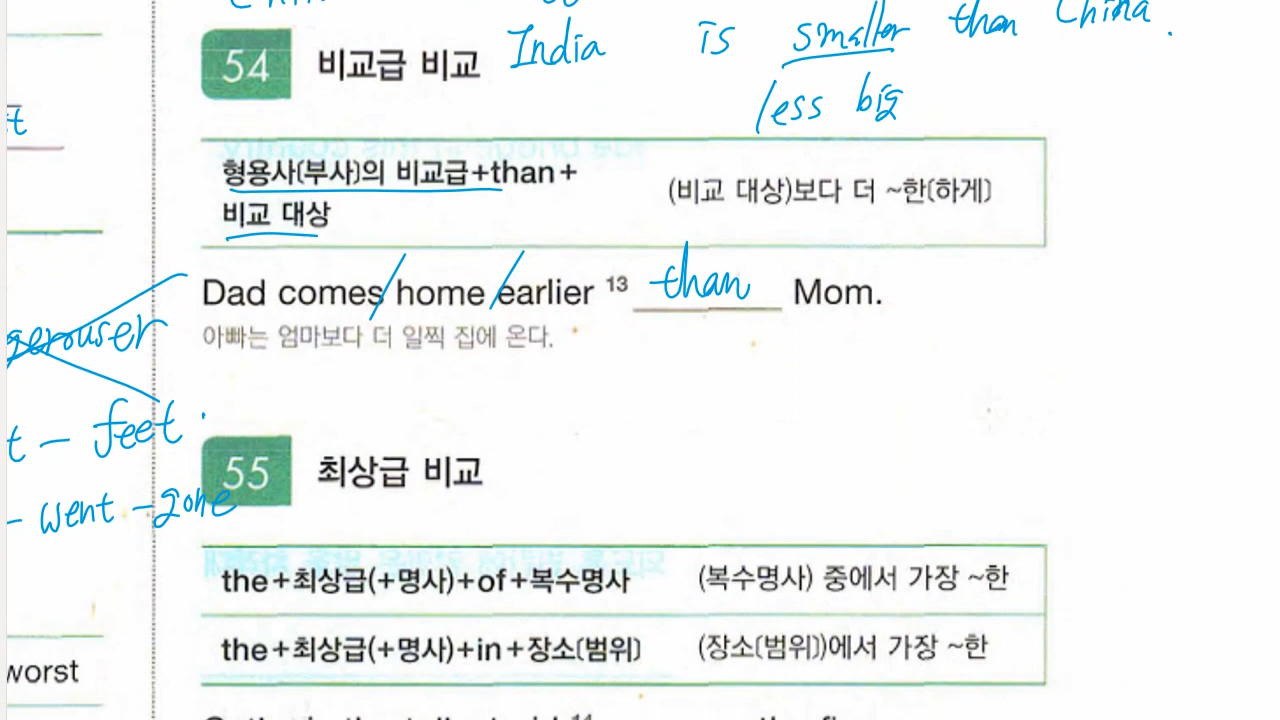 India is smaller than China.
54 비교급 비교
less big
t
형용사(부사)의 비교급+than+ (비교 대상)보다 더 ~한(하게)
비교 대상
Dad comes/home/earlier 13 than Mom.
아빠는 엄마보다 더 일찍 집에 온다.
gerouser
t - feet.
55 최상급 비교
- went - gone
the+최상급(+명사)+of+복수명사 (복수명사) 중에서 가장 ~한
the+최상급(+명사)+in+장소(범위) (장소(범위))에서 가장 ~한
worst